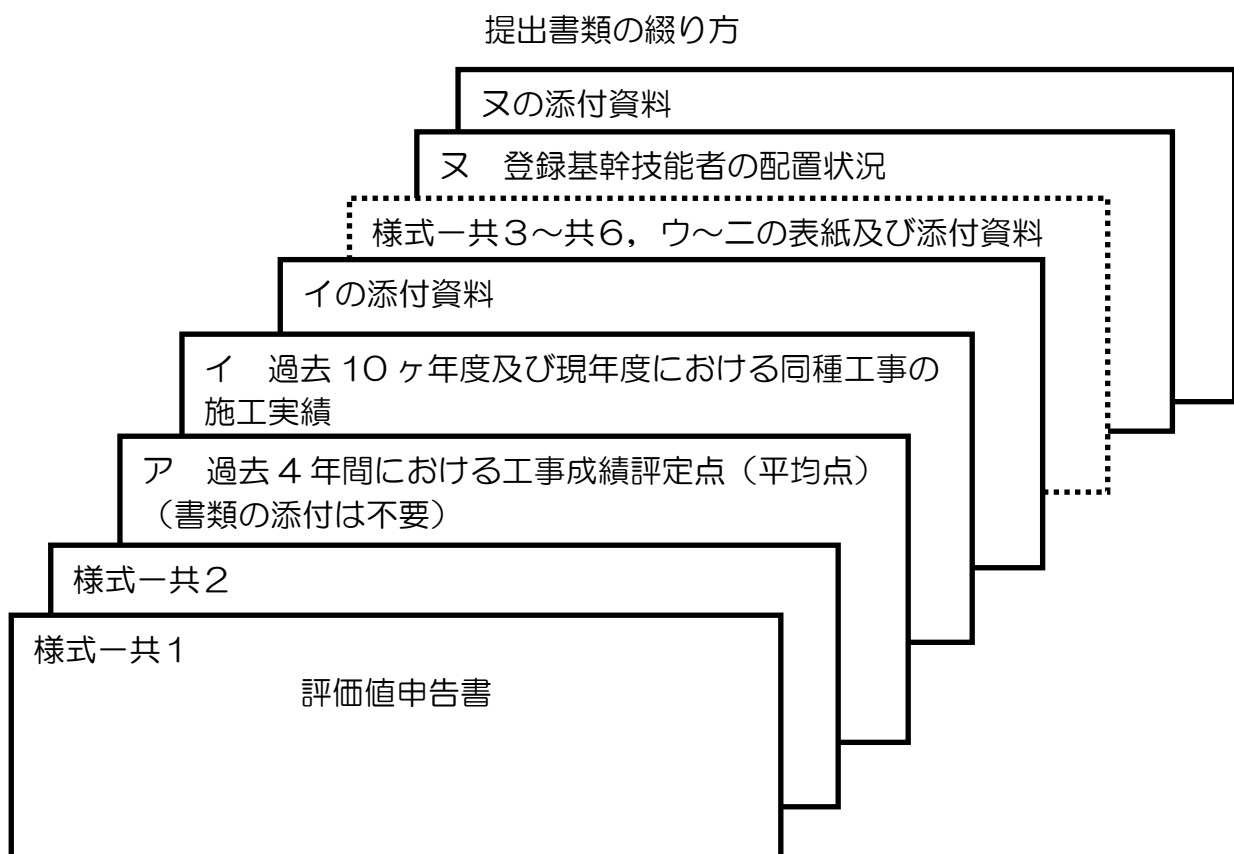 提出書類の綴り方
ヌの添付資料
ヌ　登録基幹技能者の配置状況
様式－共３～共６，ウ～ニの表紙及び添付資料
イの添付資料
イ　過去 10 ヶ年度及び現年度における同種工事の
施工実績
ア　過去 4 年間における工事成績評定点（平均点）
（書類の添付は不要）
様式－共２
様式－共１
評価値申告書